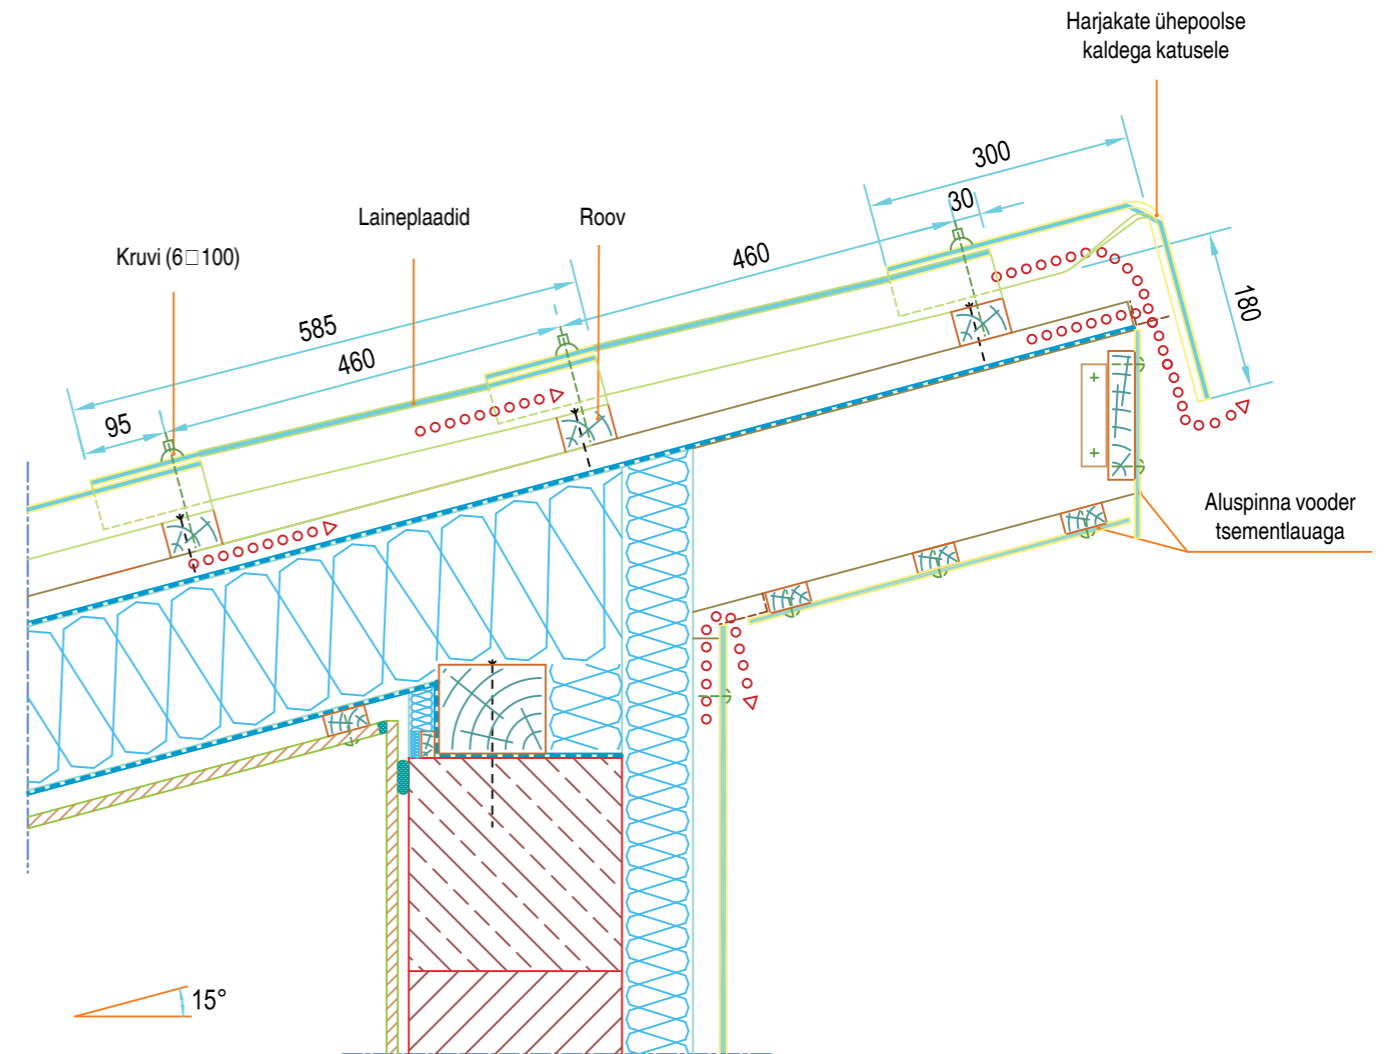 Harjakate ühepoolse
kaldega katusele
300
30
Laineplaadid
Roov
Kruvi (6□100)
460
180
585
460
95
Aluspinna vooder
tsementlauaga
15°